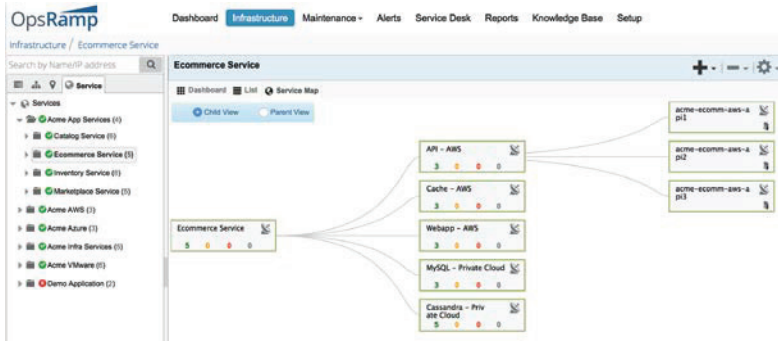 OpsRamp
Dashboard Infrastructure Maintenance Alerts Service Desk Reports Knowledge Base Setup
Infrastructure / Ecommerce Service
Search by Name/IP address
Service
Services
Acme App Services (4)
Catalog Service (6)
Ecommerce Service (5)
Inventory Service (6)
Marketplace Service (5)
Acme AWS (3)
Acme Azure (3)
Acme Infra Services (5)
Acme VMware (6)
Demo Application (2)
Ecommerce Service
Dashboard List Service Map
Child View Parent View
Ecommerce Service
5 0 0 0
API - AWS
3 0 0 0
Cache - AWS
3 0 0 0
Webapp - AWS
3 0 0 0
MySQL - Private Cloud
3 0 0 0
Cassandra - Priv
ate Cloud
5 0 0 0
acme-ecomm-aws-a
pi1
acme-ecomm-aws-a
pi2
acme-ecomm-aws-a
pi3